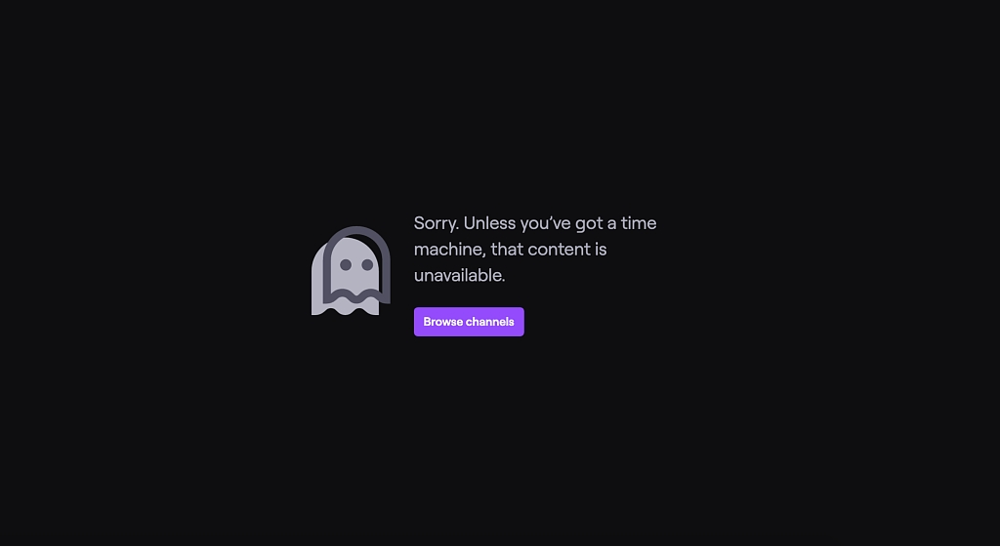 Sorry. Unless you’ve got a time
machine, that content is
unavailable.
Browse channels